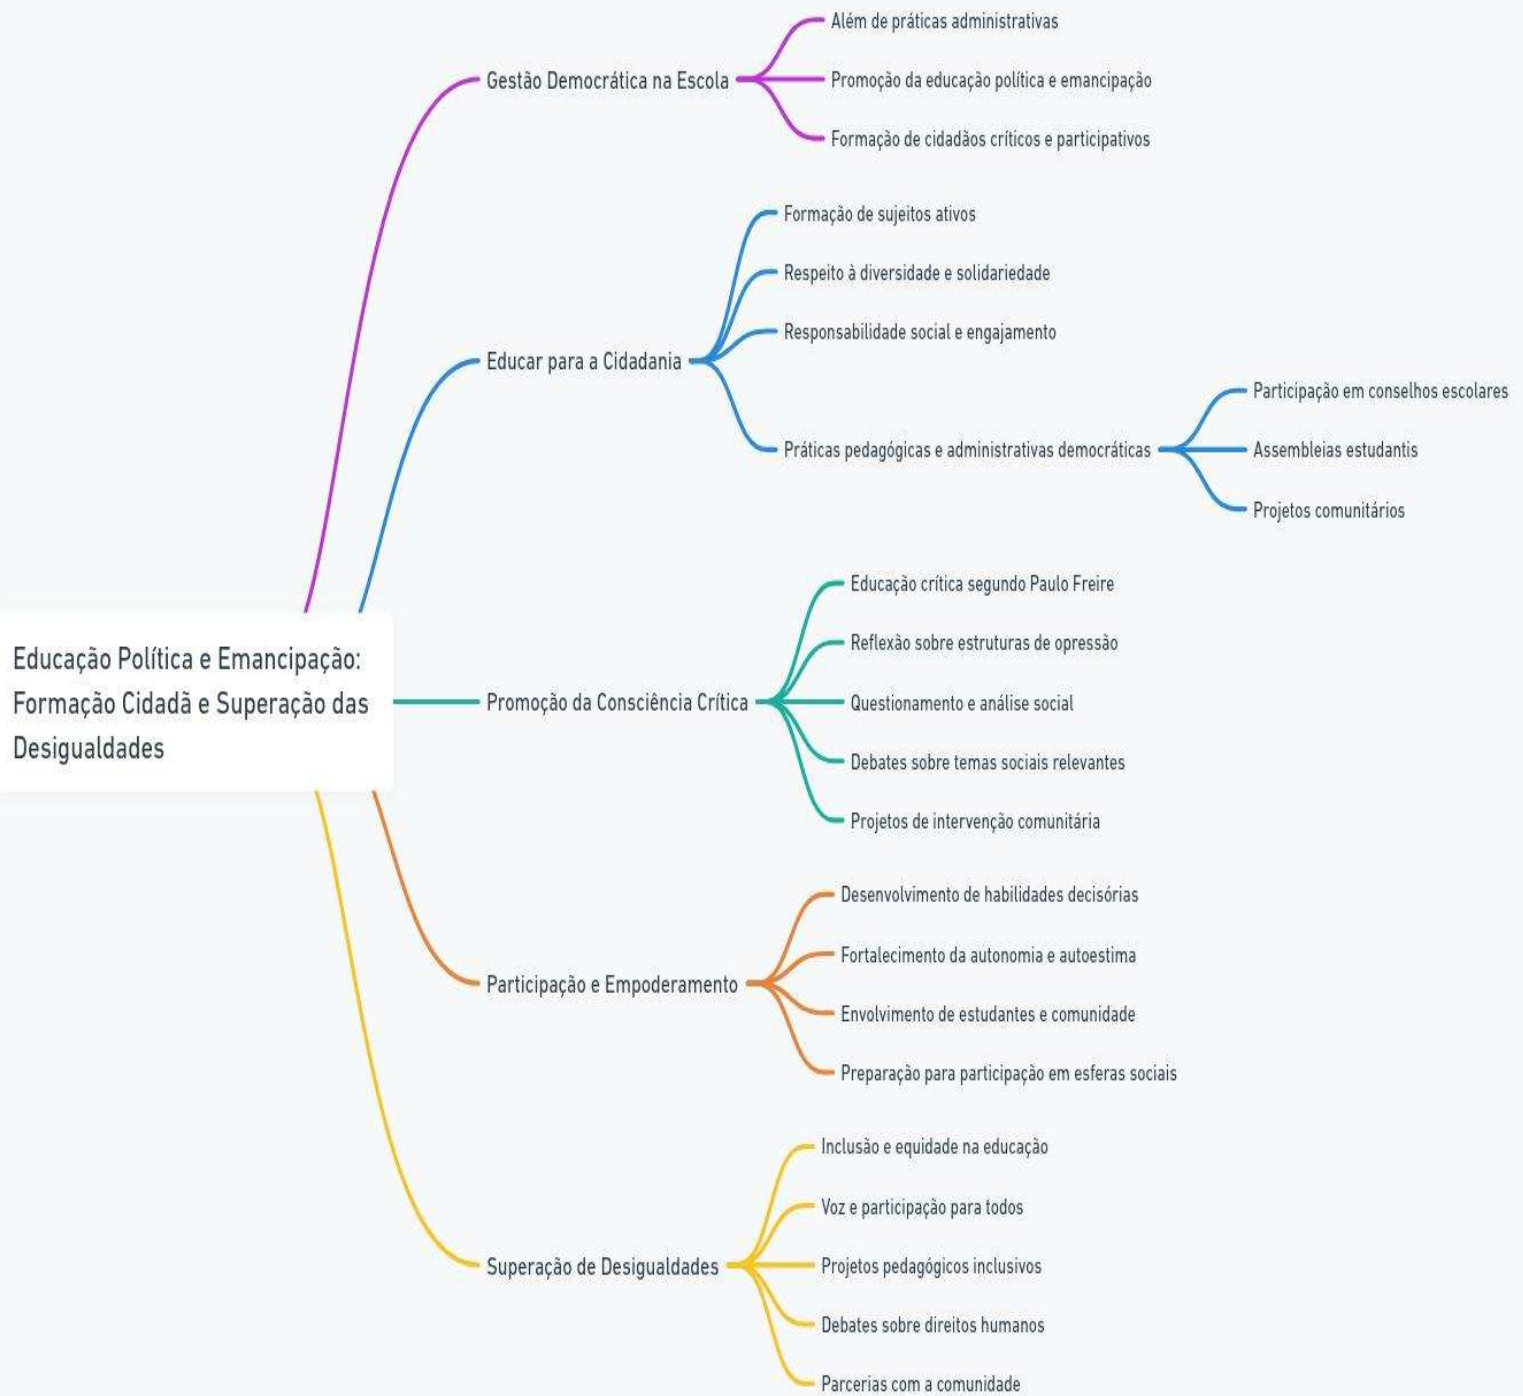 Educação Política e Emancipação:
Formação Cidadã e Superação das
Desigualdades
Gestão Democrática na Escola
Além de práticas administrativas
Promoção da educação política e emancipação
Formação de cidadãos críticos e participativos
Educar para a Cidadania
Formação de sujeitos ativos
Respeito à diversidade e solidariedade
Responsabilidade social e engajamento
Práticas pedagógicas e administrativas democráticas
Participação em conselhos escolares
Assembleias estudantis
Projetos comunitários
Promoção da Consciência Crítica
Educação crítica segundo Paulo Freire
Reflexão sobre estruturas de opressão
Questionamento e análise social
Debates sobre temas sociais relevantes
Projetos de intervenção comunitária
Participação e Empoderamento
Desenvolvimento de habilidades decisórias
Fortalecimento da autonomia e autoestima
Envolvimento de estudantes e comunidade
Preparação para participação em esferas sociais
Superação de Desigualdades
Inclusão e equidade na educação
Voz e participação para todos
Projetos pedagógicos inclusivos
Debates sobre direitos humanos
Parcerias com a comunidade